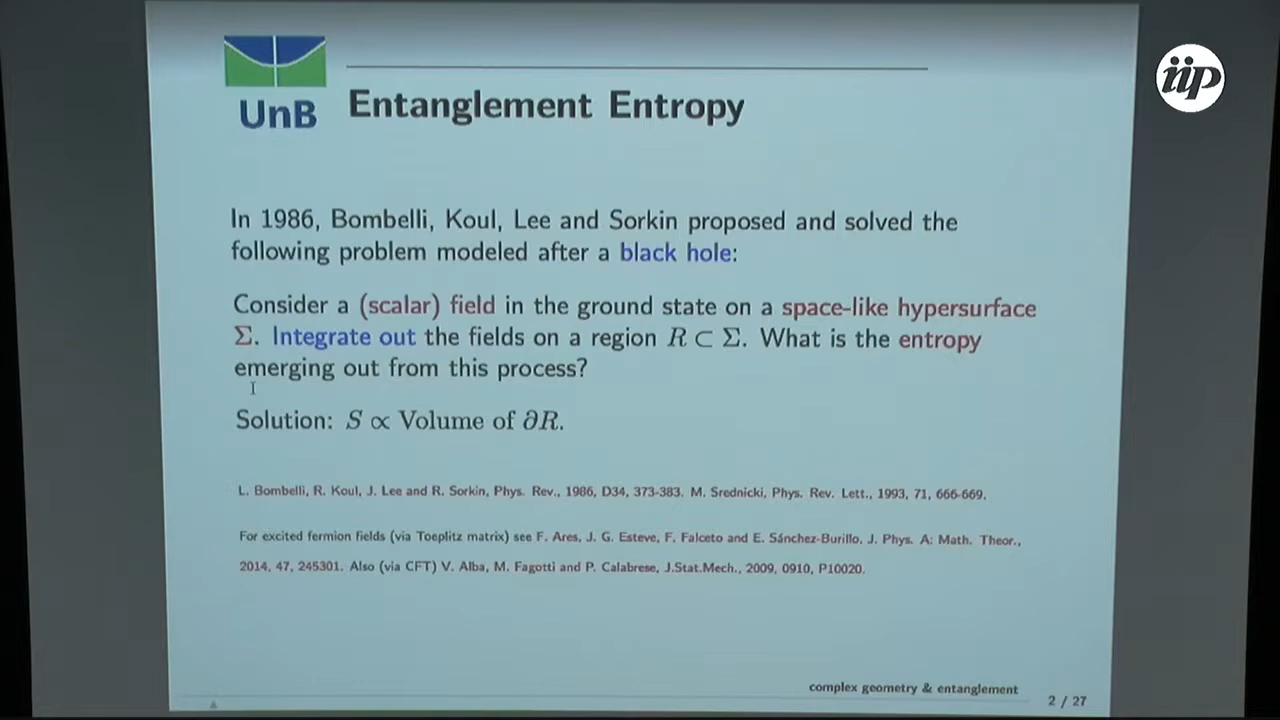 iip
UnB
Entanglement Entropy
In 1986, Bombelli, Koul, Lee and Sorkin proposed and solved the
following problem modeled after a black hole:
Consider a (scalar) field in the ground state on a space-like hypersurface
Σ. Integrate out the fields on a region R ⊂ Σ. What is the entropy
emerging out from this process?
Solution: S ∝ Volume of ∂R.
L. Bombelli, R. Koul, J. Lee and R. Sorkin, Phys. Rev., 1986, D34, 373-383. M. Srednicki, Phys. Rev. Lett., 1993, 71, 666-669.
For excited fermion fields (via Toeplitz matrix) see F. Ares, J. G. Esteve, F. Falceto and E. Sánchez-Burillo, J. Phys. A: Math. Theor.,
2014, 47, 245301. Also (via CFT) V. Alba, M. Fagotti and P. Calabrese, J.Stat.Mech., 2009, 0910, P10020.
complex geometry & entanglement
2 / 27